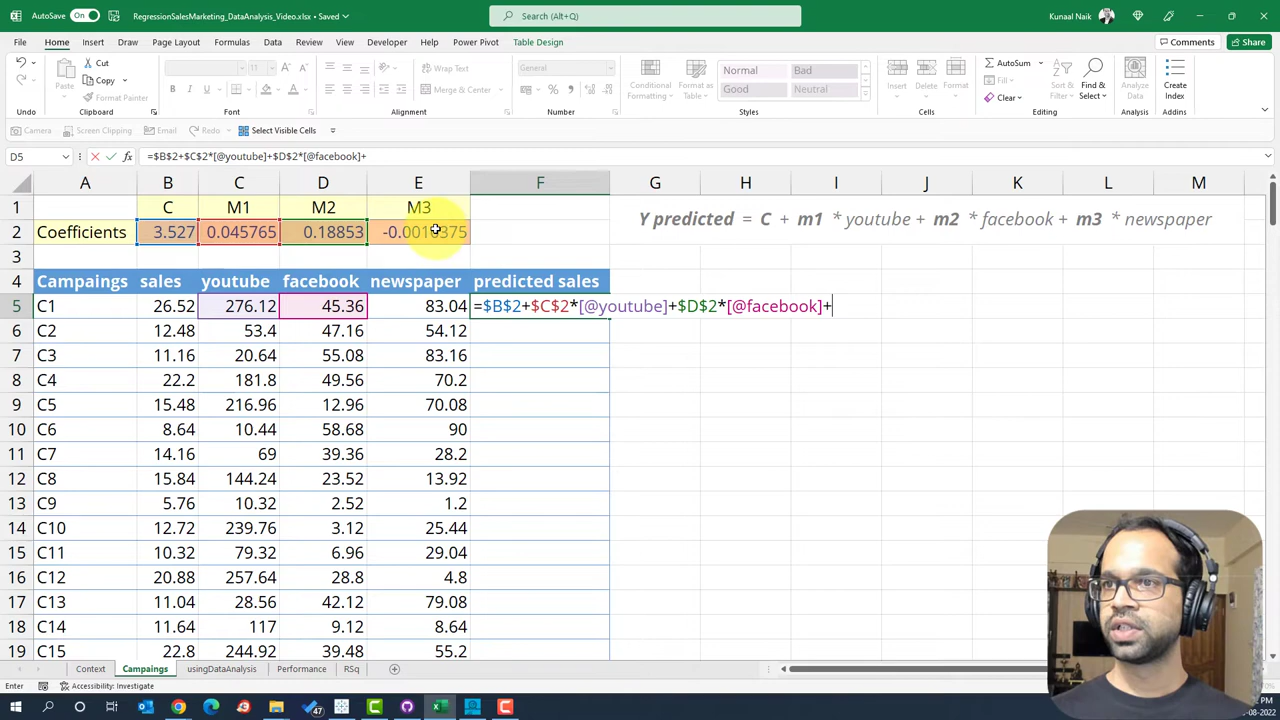 AutoSave On RegressionSalesMarketing_DataAnalysis_Video.xlsx • Saved Search (Alt+Q) Kunaal Naik
File Home Insert Draw Page Layout Formulas Data Review View Developer Help Power Pivot Table Design Comments Share
Cut
Copy
Format Painter
Paste
11
Wrap Text
Merge & Center
General
Conditional Formatting
Format as Table
Normal Bad
Good Neutral
Insert Delete Format
AutoSum
Clear
Sort & Filter
Find & Select
Analyze Data
Create Index
Undo Clipboard Font Alignment Number Styles Cells Editing Analysis Addins
Camera Screen Clipping Email Redo Select Visible Cells
D5 =$B$2+$C$2*[@youtube]+$D$2*[@facebook]+
A B C D E F G H I J K L M
1 C M1 M2 M3
2 Coefficients 3.527 0.045765 0.18853
Y predicted = C + m1 * youtube + m2 * facebook + m3 * newspaper
3
4 Campaings sales youtube facebook newspaper predicted sales
5 C1 26.52 276.12 45.36 83.04 =$B$2+$C$2*[@youtube]+$D$2*[@facebook]+
6 C2 12.48 53.4 47.16 54.12
7 C3 11.16 20.64 55.08 83.16
8 C4 22.2 181.8 49.56 70.2
9 C5 15.48 216.96 12.96 70.08
10 C6 8.64 10.44 58.68 90
11 C7 14.16 69 39.36 28.2
12 C8 15.84 144.24 23.52 13.92
13 C9 5.76 10.32 2.52 1.2
14 C10 12.72 239.76 3.12 25.44
15 C11 10.32 79.32 6.96 29.04
16 C12 20.88 257.64 28.8 4.8
17 C13 11.04 28.56 42.12 79.08
18 C14 11.64 117 9.12 8.64
19 C15 22.8 244.92 39.48 55.2
Context Campaings usingDataAnalysis Performance RSq
Enter Accessibility: Investigate